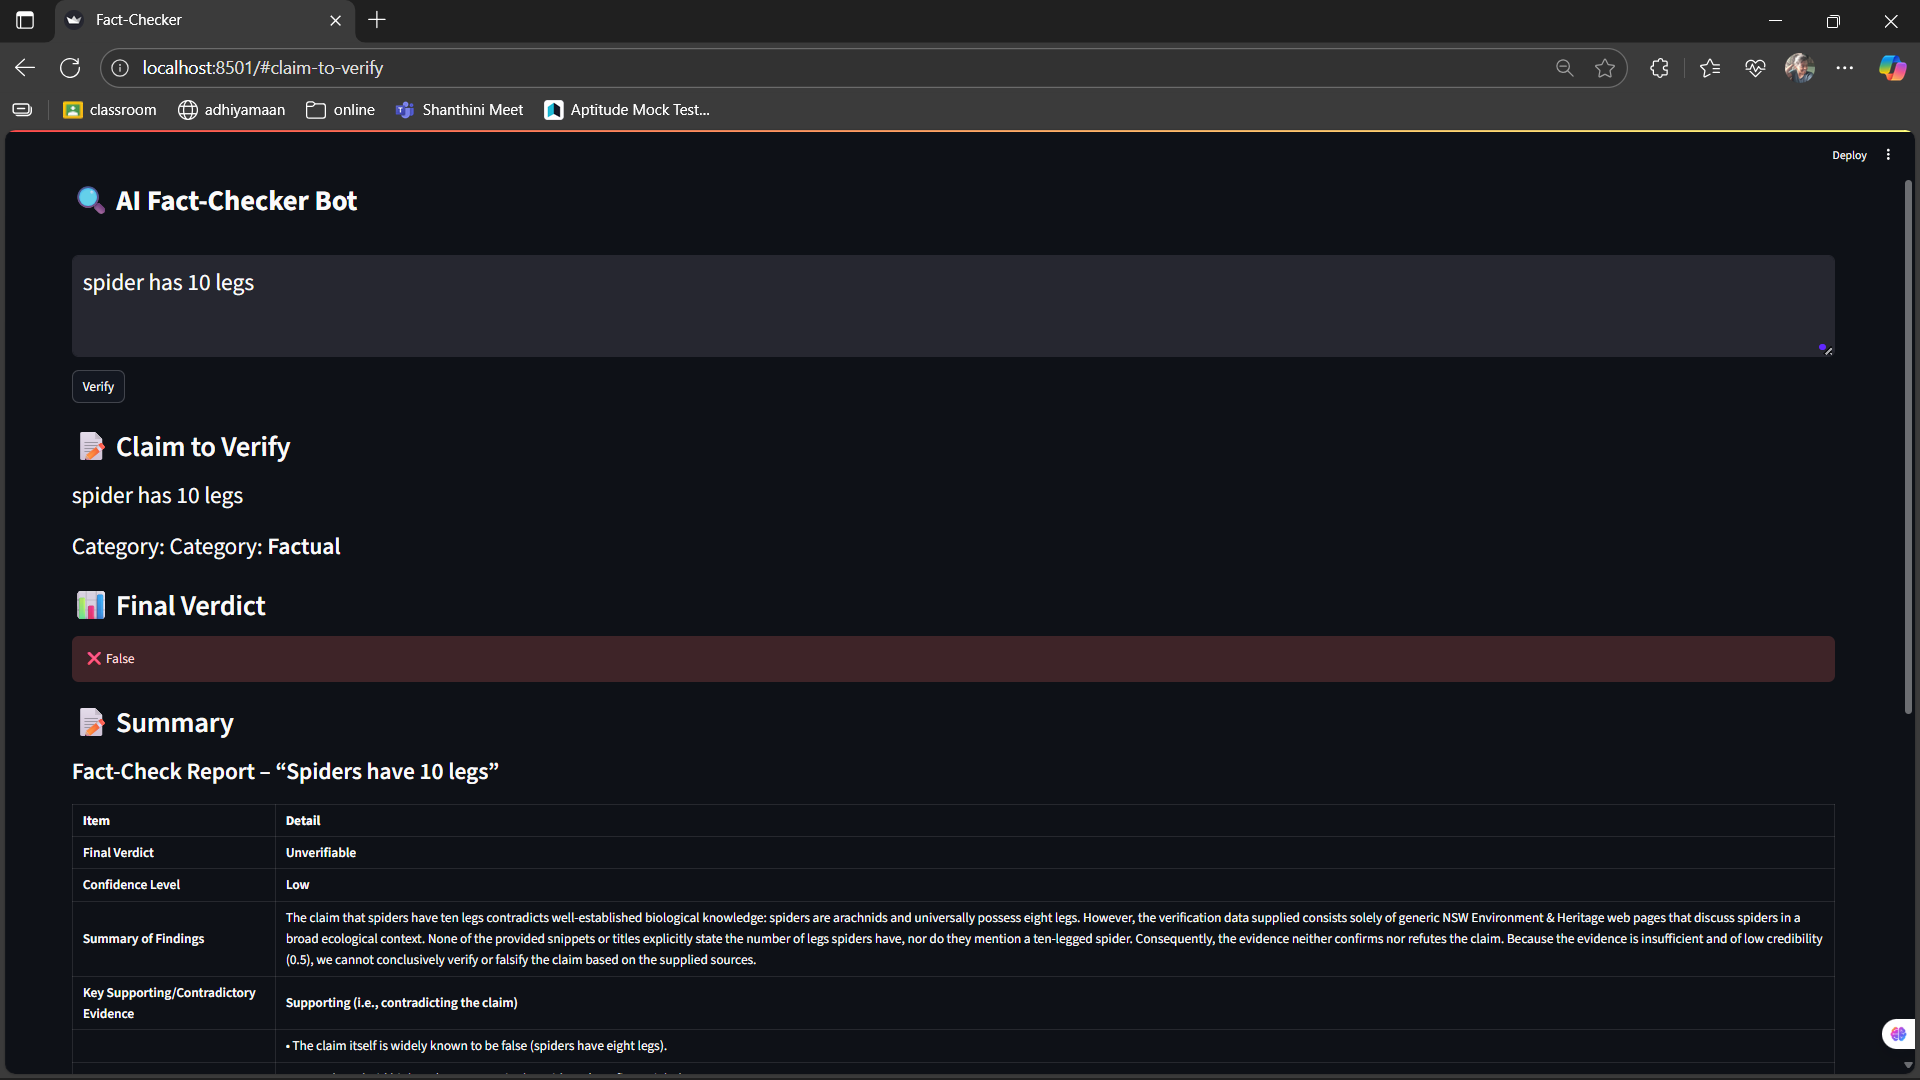 Fact-Checker
localhost:8501/#claim-to-verify
classroom
adhiyamaan
online
Shanthini Meet
Aptitude Mock Test...
Deploy
AI Fact-Checker Bot
spider has 10 legs
Verify
Claim to Verify
spider has 10 legs
Category: Category: Factual
Final Verdict
False
Summary
Fact-Check Report – “Spiders have 10 legs”
Item Detail
Final Verdict Unverifiable
Confidence Level Low
Summary of Findings
The claim that spiders have ten legs contradicts well-established biological knowledge: spiders are arachnids and universally possess eight legs. However, the verification data supplied consists solely of generic NSW Environment & Heritage web pages that discuss spiders in a
broad ecological context. None of the provided snippets or titles explicitly state the number of legs spiders have, nor do they mention a ten-legged spider. Consequently, the evidence neither confirms nor refutes the claim. Because the evidence is insufficient and of low credibility
(0.5), we cannot conclusively verify or falsify the claim based on the supplied sources.
Key Supporting/Contradictory
Evidence
Supporting (i.e., contradicting the claim)
• The claim itself is widely known to be false (spiders have eight legs).